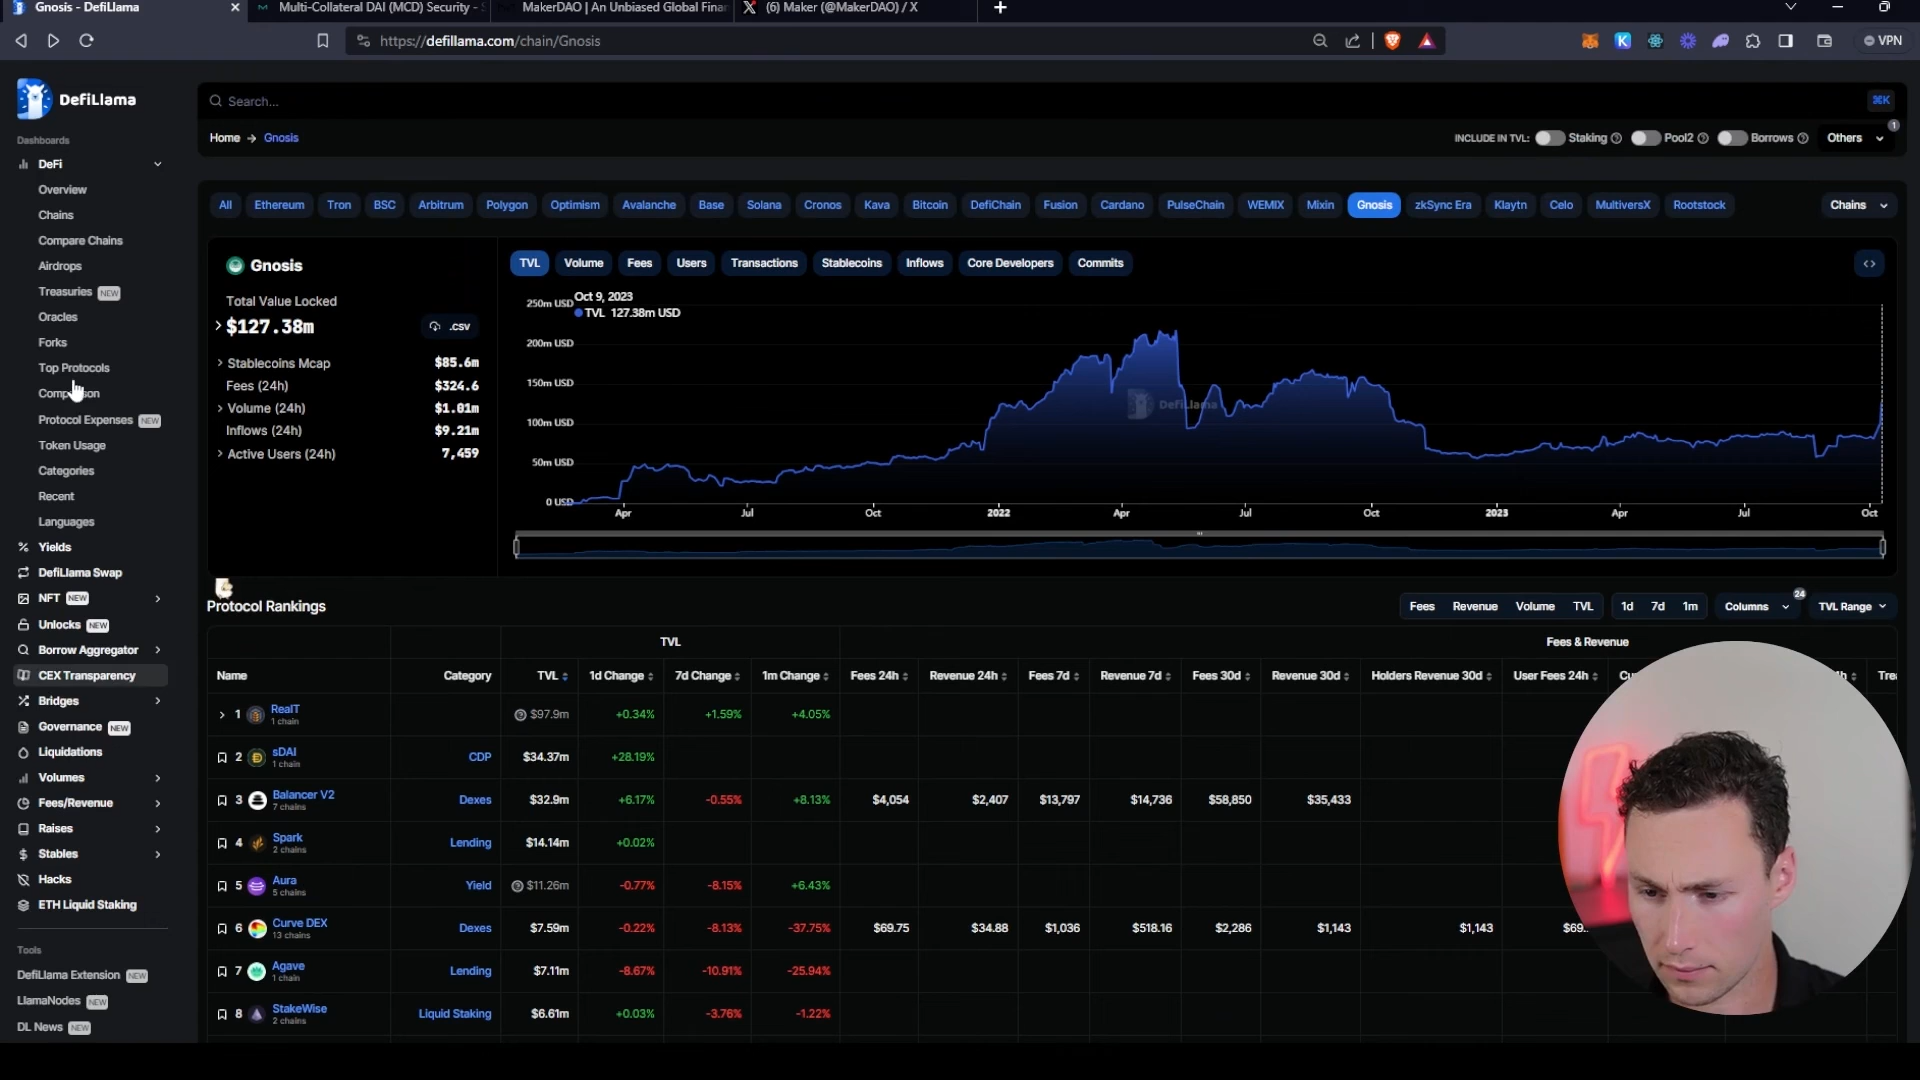 Gnosis - DefiLlama
Multi-Collateral DAI (MCD) Security -
MakerDAO | An Unbiased Global Finan
(6) Maker (@MakerDAO) / X
https://defillama.com/chain/Gnosis
VPN
DefiLlama
Search...
⌘K
Home → Gnosis
INCLUDE IN TVL: Staking Pool2 Borrows Others 1
Dashboards
DeFi
Overview
Chains
Compare Chains
Airdrops
Treasuries NEW
Oracles
Forks
Top Protocols
Protocol Expenses NEW
Token Usage
Categories
Recent
Languages
Yields
DefiLlama Swap
NFT NEW
Unlocks NEW
Borrow Aggregator
CEX Transparency
Bridges
Governance NEW
Liquidations
Volumes
Fees/Revenue
Raises
Stables
Hacks
ETH Liquid Staking
Tools
DefiLlama Extension NEW
LlamaNodes NEW
DL News NEW
All Ethereum Tron BSC Arbitrum Polygon Optimism Avalanche Base Solana Cronos Kava Bitcoin DefiChain Fusion Cardano PulseChain WEMIX Mixin Gnosis zkSync Era Klaytn Celo MultiversX Rootstock Chains
Gnosis
Total Value Locked
$127.38m .csv
Stablecoins Mcap $85.6m
Fees (24h) $324.6
Volume (24h) $1.01m
Inflows (24h) $9.21m
Active Users (24h) 7,459
TVL Volume Fees Users Transactions Stablecoins Inflows Core Developers Commits
Oct 9, 2023
TVL 127.38m USD
250m USD
200m USD
150m USD
100m USD
50m USD
0 USD
DefiLlama
Apr Jul Oct 2022 Apr Jul Oct 2023 Apr Jul Oct
Protocol Rankings
Fees Revenue Volume TVL 1d 7d 1m Columns 24 TVL Range
TVL Fees & Revenue
Name Category TVL 1d Change 7d Change 1m Change Fees 24h Revenue 24h Fees 7d Revenue 7d Fees 30d Revenue 30d Holders Revenue 30d User Fees 24h
1 RealT $97.9m +0.34% +1.59% +4.05%
1 chain
2 sDAI CDP $34.37m +28.19%
1 chain
3 Balancer V2 Dexes $32.9m +6.17% -0.55% +8.13% $4,054 $2,407 $13,797 $14,736 $58,850 $35,433
7 chains
4 Spark Lending $14.14m +0.02%
2 chains
5 Aura Yield $11.26m -0.77% -8.15% +6.43%
5 chains
6 Curve DEX Dexes $7.59m -0.22% -8.13% -37.75% $69.75 $34.88 $1,036 $518.16 $2,286 $1,143 $1,143
13 chains
7 Agave Lending $7.11m -8.67% -10.91% -25.94%
1 chain
8 StakeWise Liquid Staking $6.61m +0.03% -3.76% -1.22%
2 chains